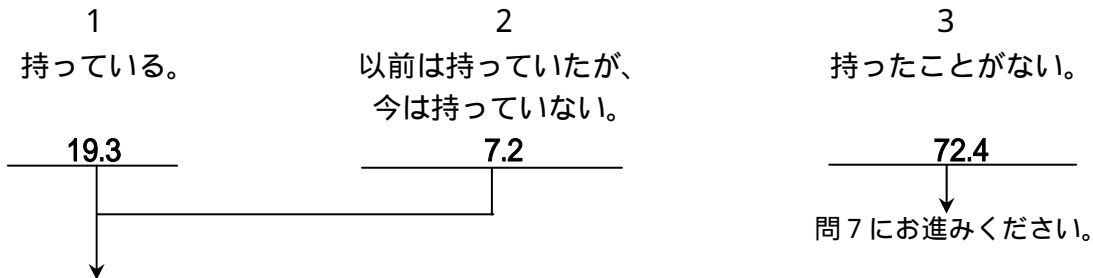 1
持っている。
19.3
2
以前は持っていたが、
今は持っていない。
7.2
3
持ったことがない。
72.4
問7にお進みください。